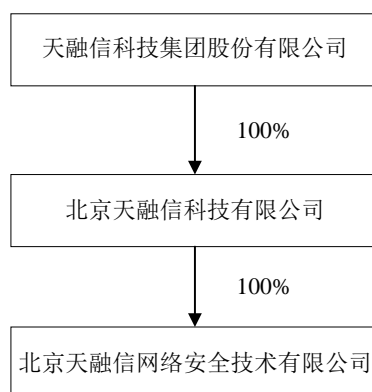 天融信科技集团股份有限公司
100%
北京天融信科技有限公司
100%
北京天融信网络安全技术有限公司